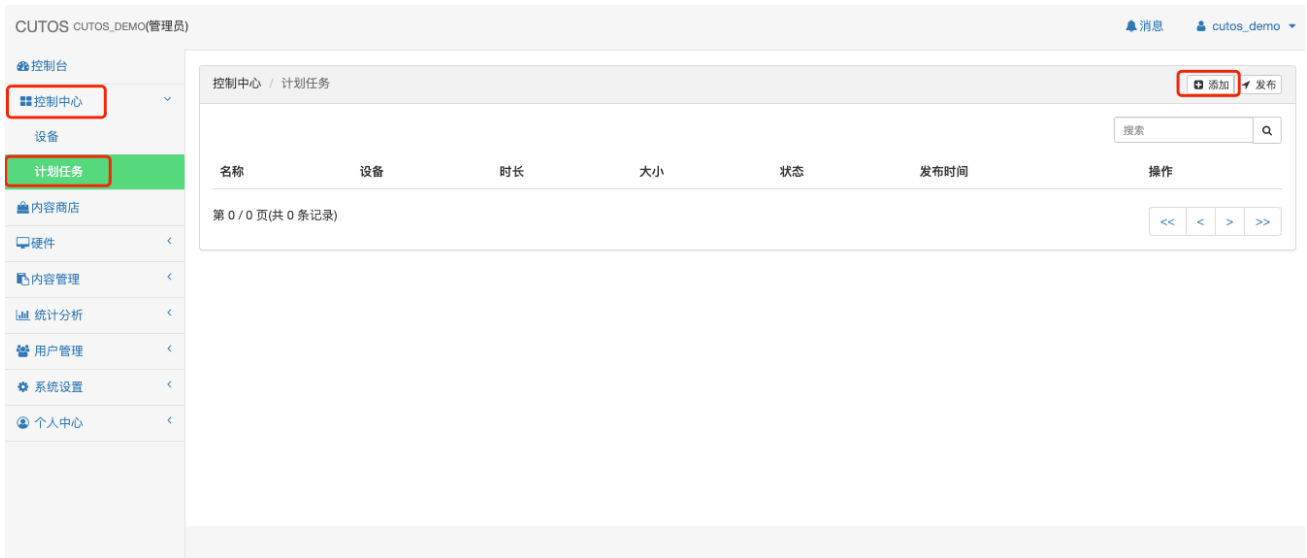 CUTOS CUTOS_DEMO(管理员)
消息 cutos_demo
控制台
控制中心
设备
计划任务
内容商店
硬件
内容管理
统计分析
用户管理
系统设置
个人中心
控制中心 / 计划任务
添加 发布
搜索
名称 设备 时长 大小 状态 发布时间 操作
第 0 / 0 页(共 0 条记录)
<< < > >>